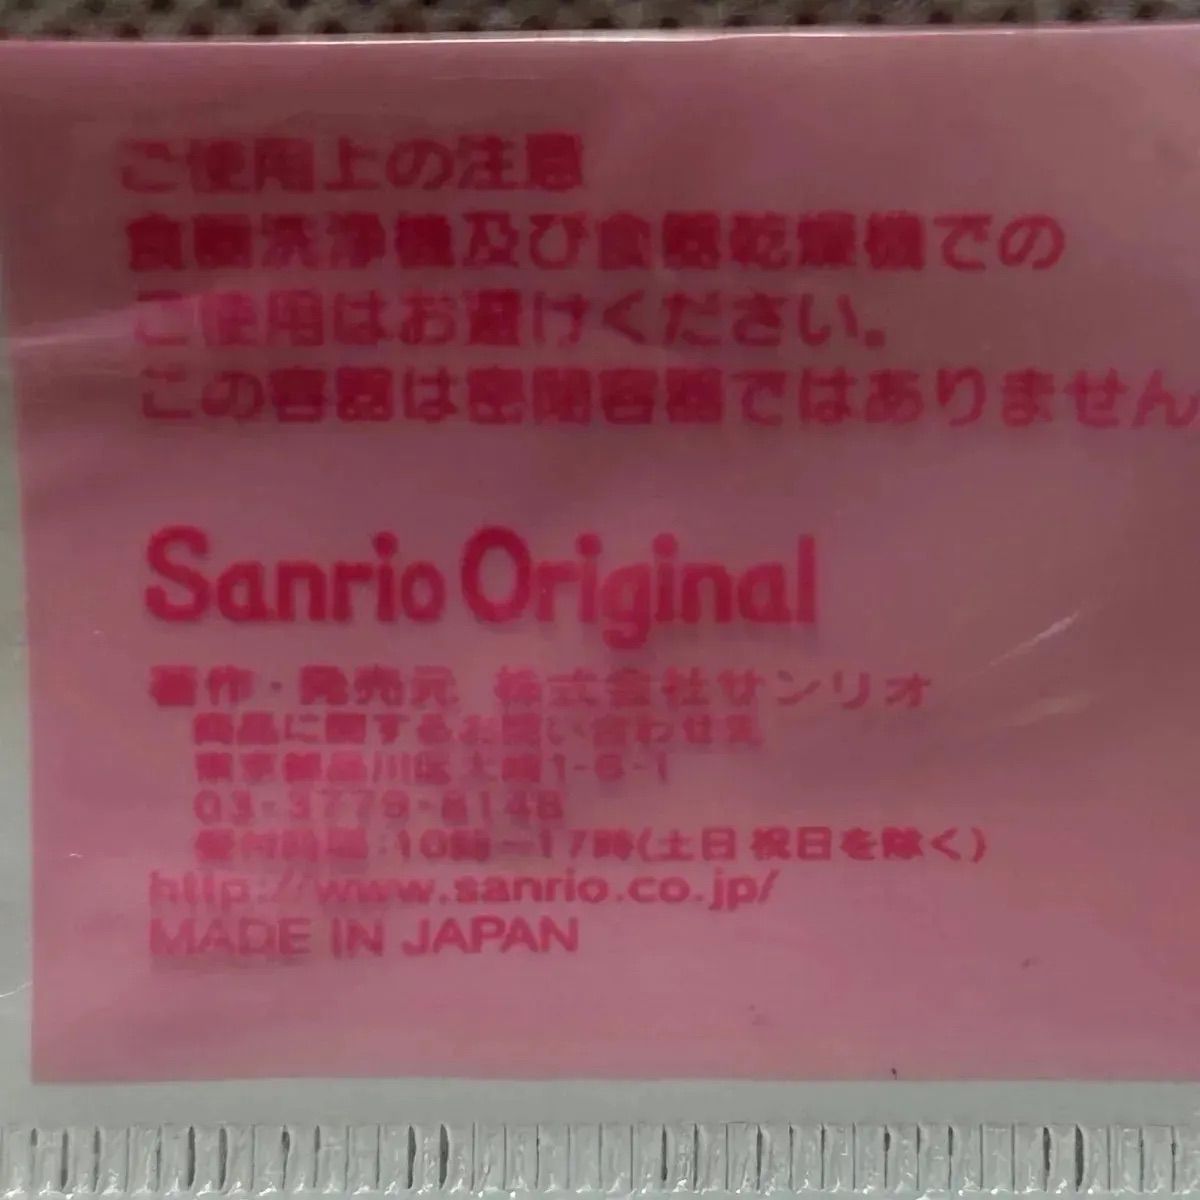 ご使用上の注意
食器洗浄機及び食器乾燥機での
ご使用はお避けください。
この容器は密閉容器ではありません
Sanrio Original
著作・発売元 株式会社サンリオ
商品に関するお問い合わせ先
東京都品川区大崎1-6-1
03-3779-8148
受付時間:10時〜17時(土日祝日を除く)
http://www.sanrio.co.jp/
MADE IN JAPAN